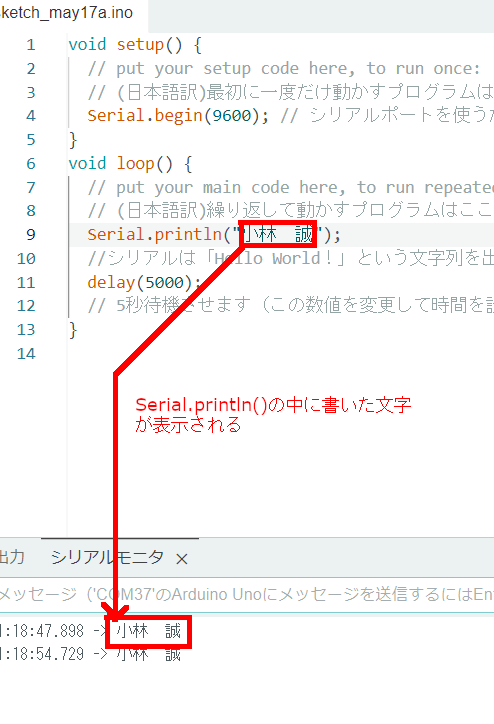 sketch_may17a.ino
1 void setup() {
2 // put your setup code here, to run once:
3 // (日本語訳)最初に一度だけ動かすプログラムは
4 Serial.begin(9600); // シリアルポートを使うた
5 }
6 void loop() {
7 // put your main code here, to run repeated
8 // (日本語訳)繰り返して動かすプログラムはここ
9 Serial.println("小林　誠");
10 //シリアルは「Hello World！」という文字列を出
11 delay(5000);
12 // 5秒待機させます（この数値を変更して時間を設
13 }
14
Serial.println()の中に書いた文字
が表示される
出力 シリアルモニタ ×
メッセージ（'COM37'のArduino Unoにメッセージを送信するにはEnt
1:18:47.898 -> 小林　誠
1:18:54.729 -> 小林　誠